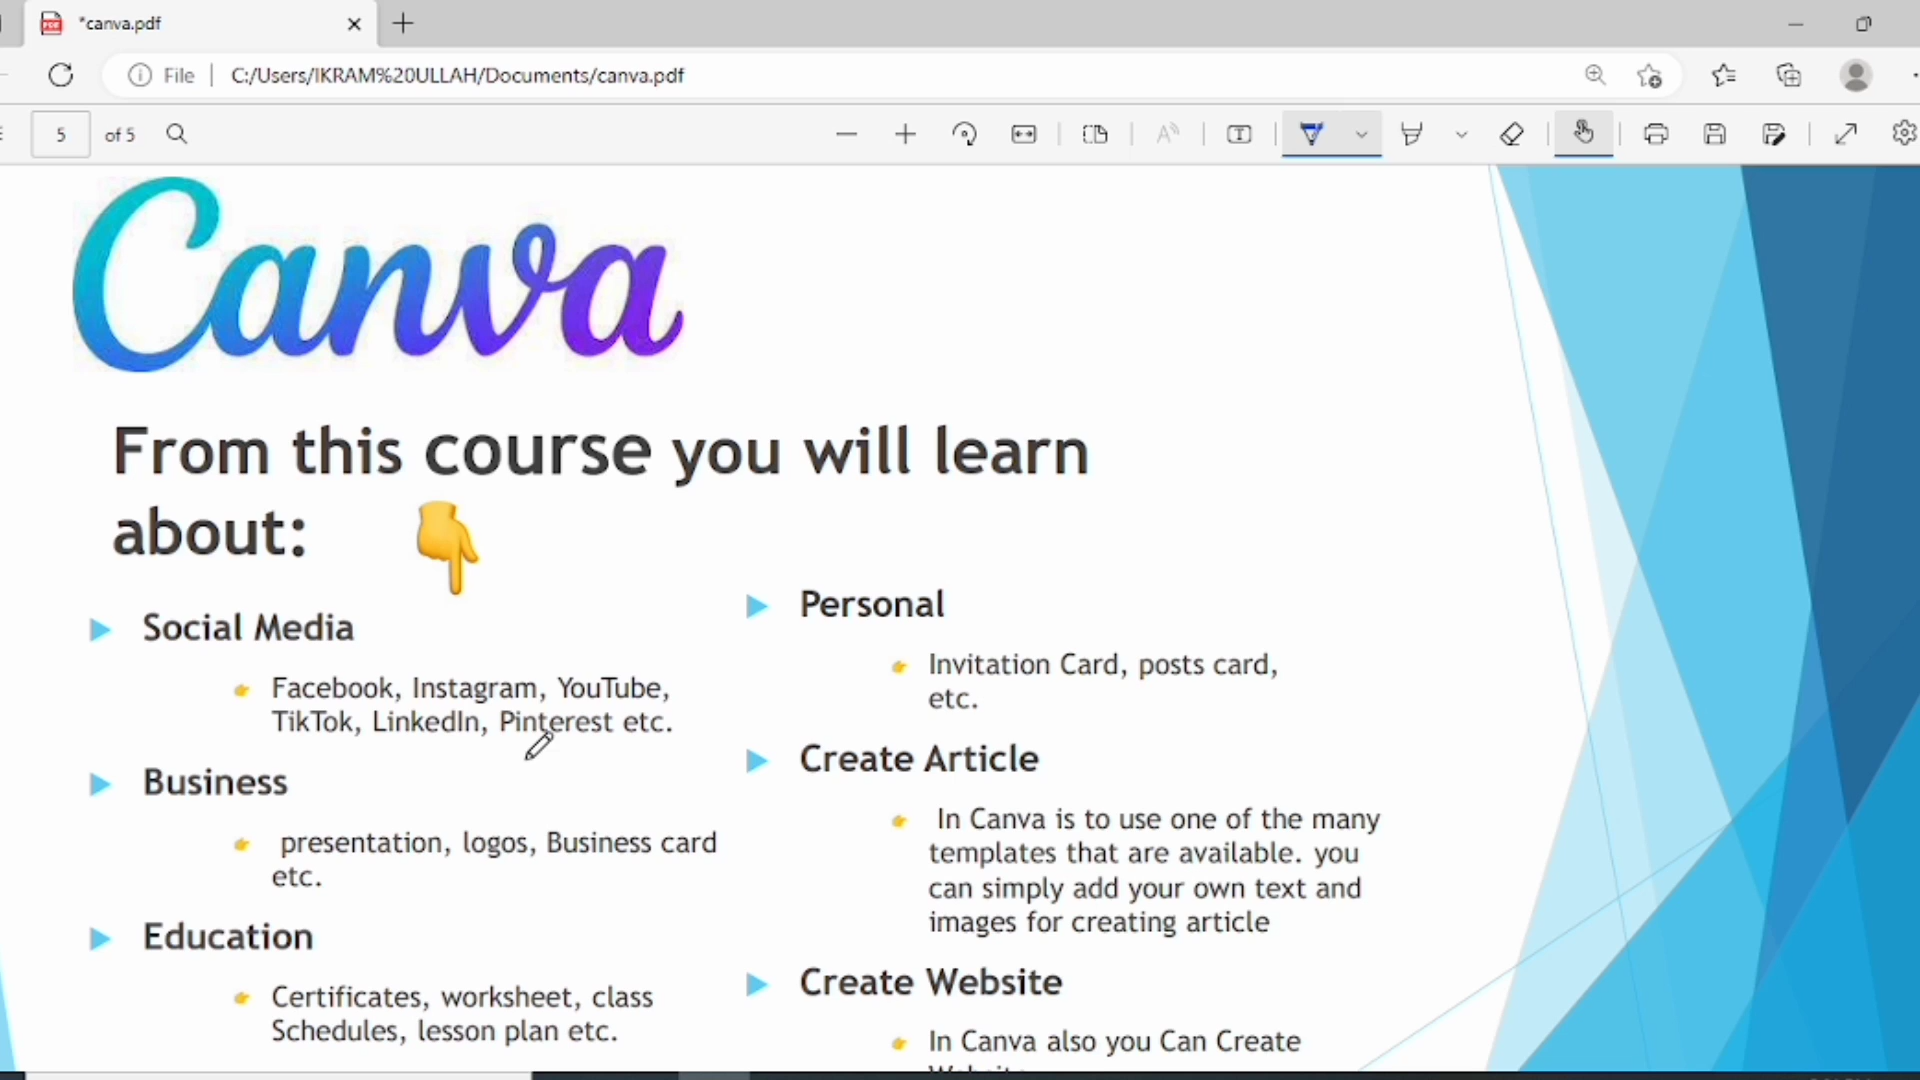 *canva.pdf
File
C:/Users/IKRAM%20ULLAH/Documents/canva.pdf
5 of 5
Canva
From this course you will learn
about:
Social Media
Facebook, Instagram, YouTube,
TikTok, LinkedIn, Pinterest etc.
Business
presentation, logos, Business card
etc.
Education
Certificates, worksheet, class
Schedules, lesson plan etc.
Personal
Invitation Card, posts card,
etc.
Create Article
In Canva is to use one of the many
templates that are available. you
can simply add your own text and
images for creating article
Create Website
In Canva also you Can Create